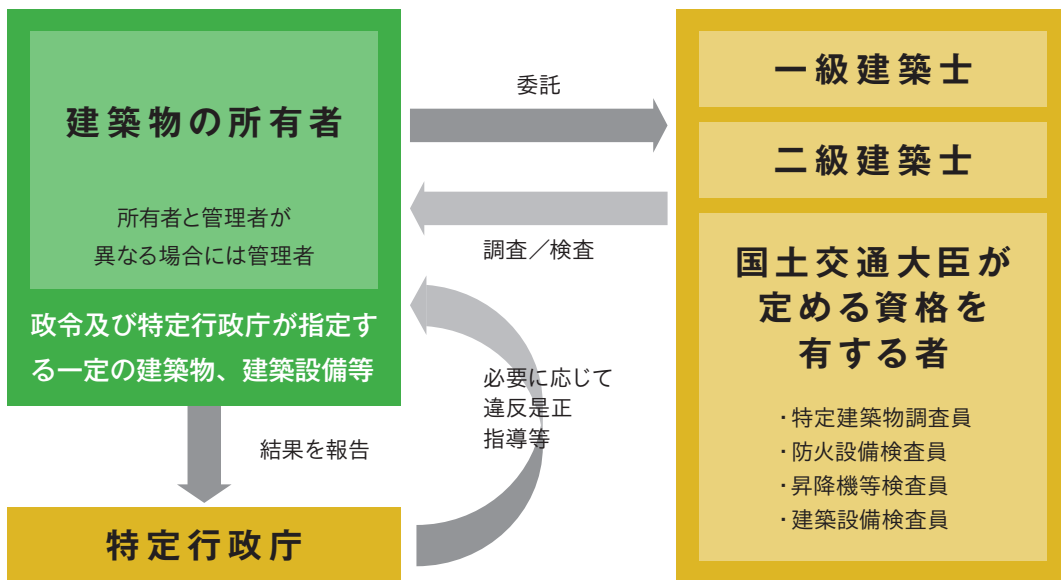 建築物の所有者
所有者と管理者が
異なる場合には管理者
政令及び特定行政庁が指定す
る一定の建築物、建築設備等
委託
調査／検査
一級建築士
二級建築士
国土交通大臣が
定める資格を
有する者
・特定建築物調査員
・防火設備検査員
・昇降機等検査員
・建築設備検査員
必要に応じて
違反是正
指導等
結果を報告
特定行政庁